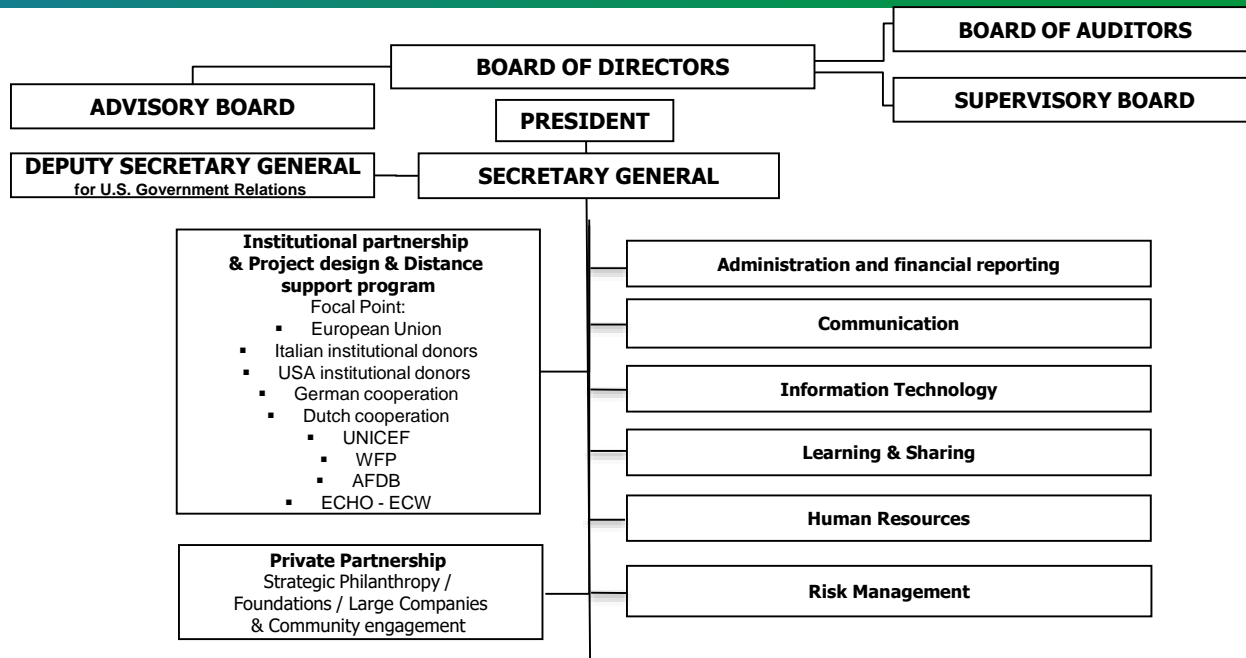 BOARD OF AUDITORS
BOARD OF DIRECTORS
ADVISORY BOARD
SUPERVISORY BOARD
PRESIDENT
DEPUTY SECRETARY GENERAL
for U.S. Government Relations
SECRETARY GENERAL
Institutional partnership
& Project design & Distance
support program
Focal Point:
▪ European Union
▪ Italian institutional donors
▪ USA institutional donors
▪ German cooperation
▪ Dutch cooperation
▪ UNICEF
▪ WFP
▪ AFDB
▪ ECHO - ECW
Private Partnership
Strategic Philanthropy /
Foundations / Large Companies
& Community engagement
Administration and financial reporting
Communication
Information Technology
Learning & Sharing
Human Resources
Risk Management